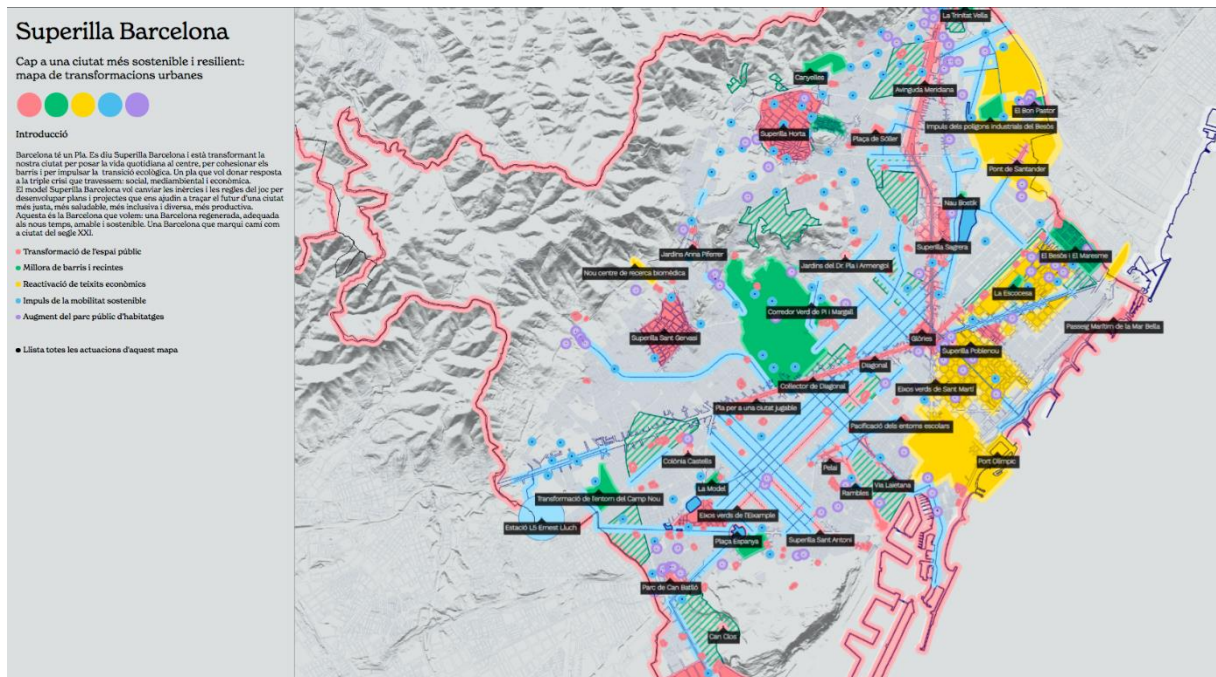 Superilla Barcelona
Cap a una ciutat més sostenible i resilient:
mapa de transformacions urbanes
Introducció
Barcelona té un Pla. Es diu Superilla Barcelona i està transformant la
nostra ciutat per posar la vida quotidiana al centre, per cohesionar els
barris i per impulsar la transició ecològica. Un pla que vol donar resposta
a la triple crisi que travessem: social, mediambiental i econòmica.
El model Superilla Barcelona vol canviar les inèrcies i les regles del joc per
desenvolupar plans i projectes que ens ajudin a traçar el futur d'una ciutat
més justa, més saludable, més inclusiva i diversa, més productiva.
Aquesta és la Barcelona que volem: una Barcelona regenerada, adequada
als nous temps, amable i sostenible. Una Barcelona que marqui camí com
a ciutat del segle XXI.
Transformació de l'espai públic
Millora de barris i recintes
Reactivació de teixits econòmics
Impuls de la mobilitat sostenible
Augment del parc públic d'habitatges
Llista totes les actuacions d'aquest mapa
La Trinitat Vella
Canyelles
Avinguda Meridiana
El Bon Pastor
Impuls dels polígons industrials del Besòs
Superilla Horta
Plaça de Sóller
Pont de Santander
Nau Bostik
Superilla Sagrera
Jardins Anna Piferrer
El Besòs i El Maresme
Jardins del Dr. Pla i Armengol
Nou centre de recerca biomèdica
La Escocesa
Corredor Verd de Pi i Margall
Passeig Marítim de la Mar Bella
Superilla Sant Gervasi
Glòries
Superilla Poblenou
Diagonal
Col·lector de Diagonal
Eixos verds de Sant Martí
Pla per a una ciutat jugable
Pacificació dels entorns escolars
Colònia Castells
Port Olímpic
Pelai
La Model
Via Laietana
Rambles
Transformació de l'entorn del Camp Nou
Eixos verds de l'Eixample
Estació L5 Ernest Lluch
Plaça Espanya
Superilla Sant Antoni
Parc de Can Batlló
Can Clos